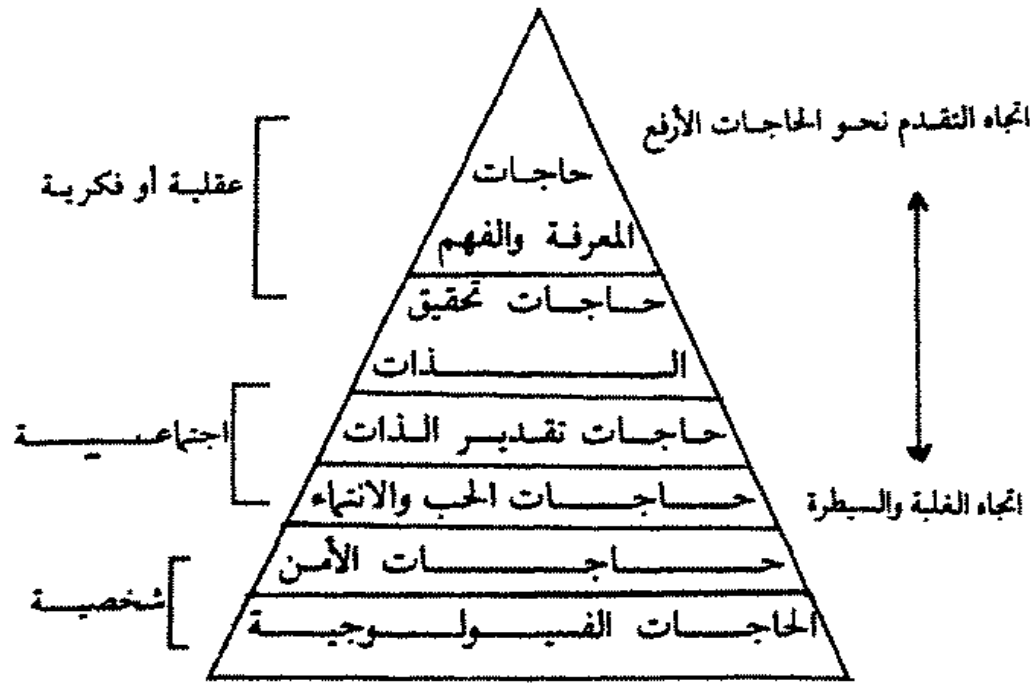 اتجاه التقدم نحو الحاجات الأرفع
حاجات
المعرفة والفهم
عقلية أو فكرية
حاجات تحقيق
الذات
حاجات تقدير الذات
اجتماعية
حاجات الحب والانتماء
اتجاه الغلبة والسيطرة
حاجات الأمن
شخصية
الحاجات الفيولوجية